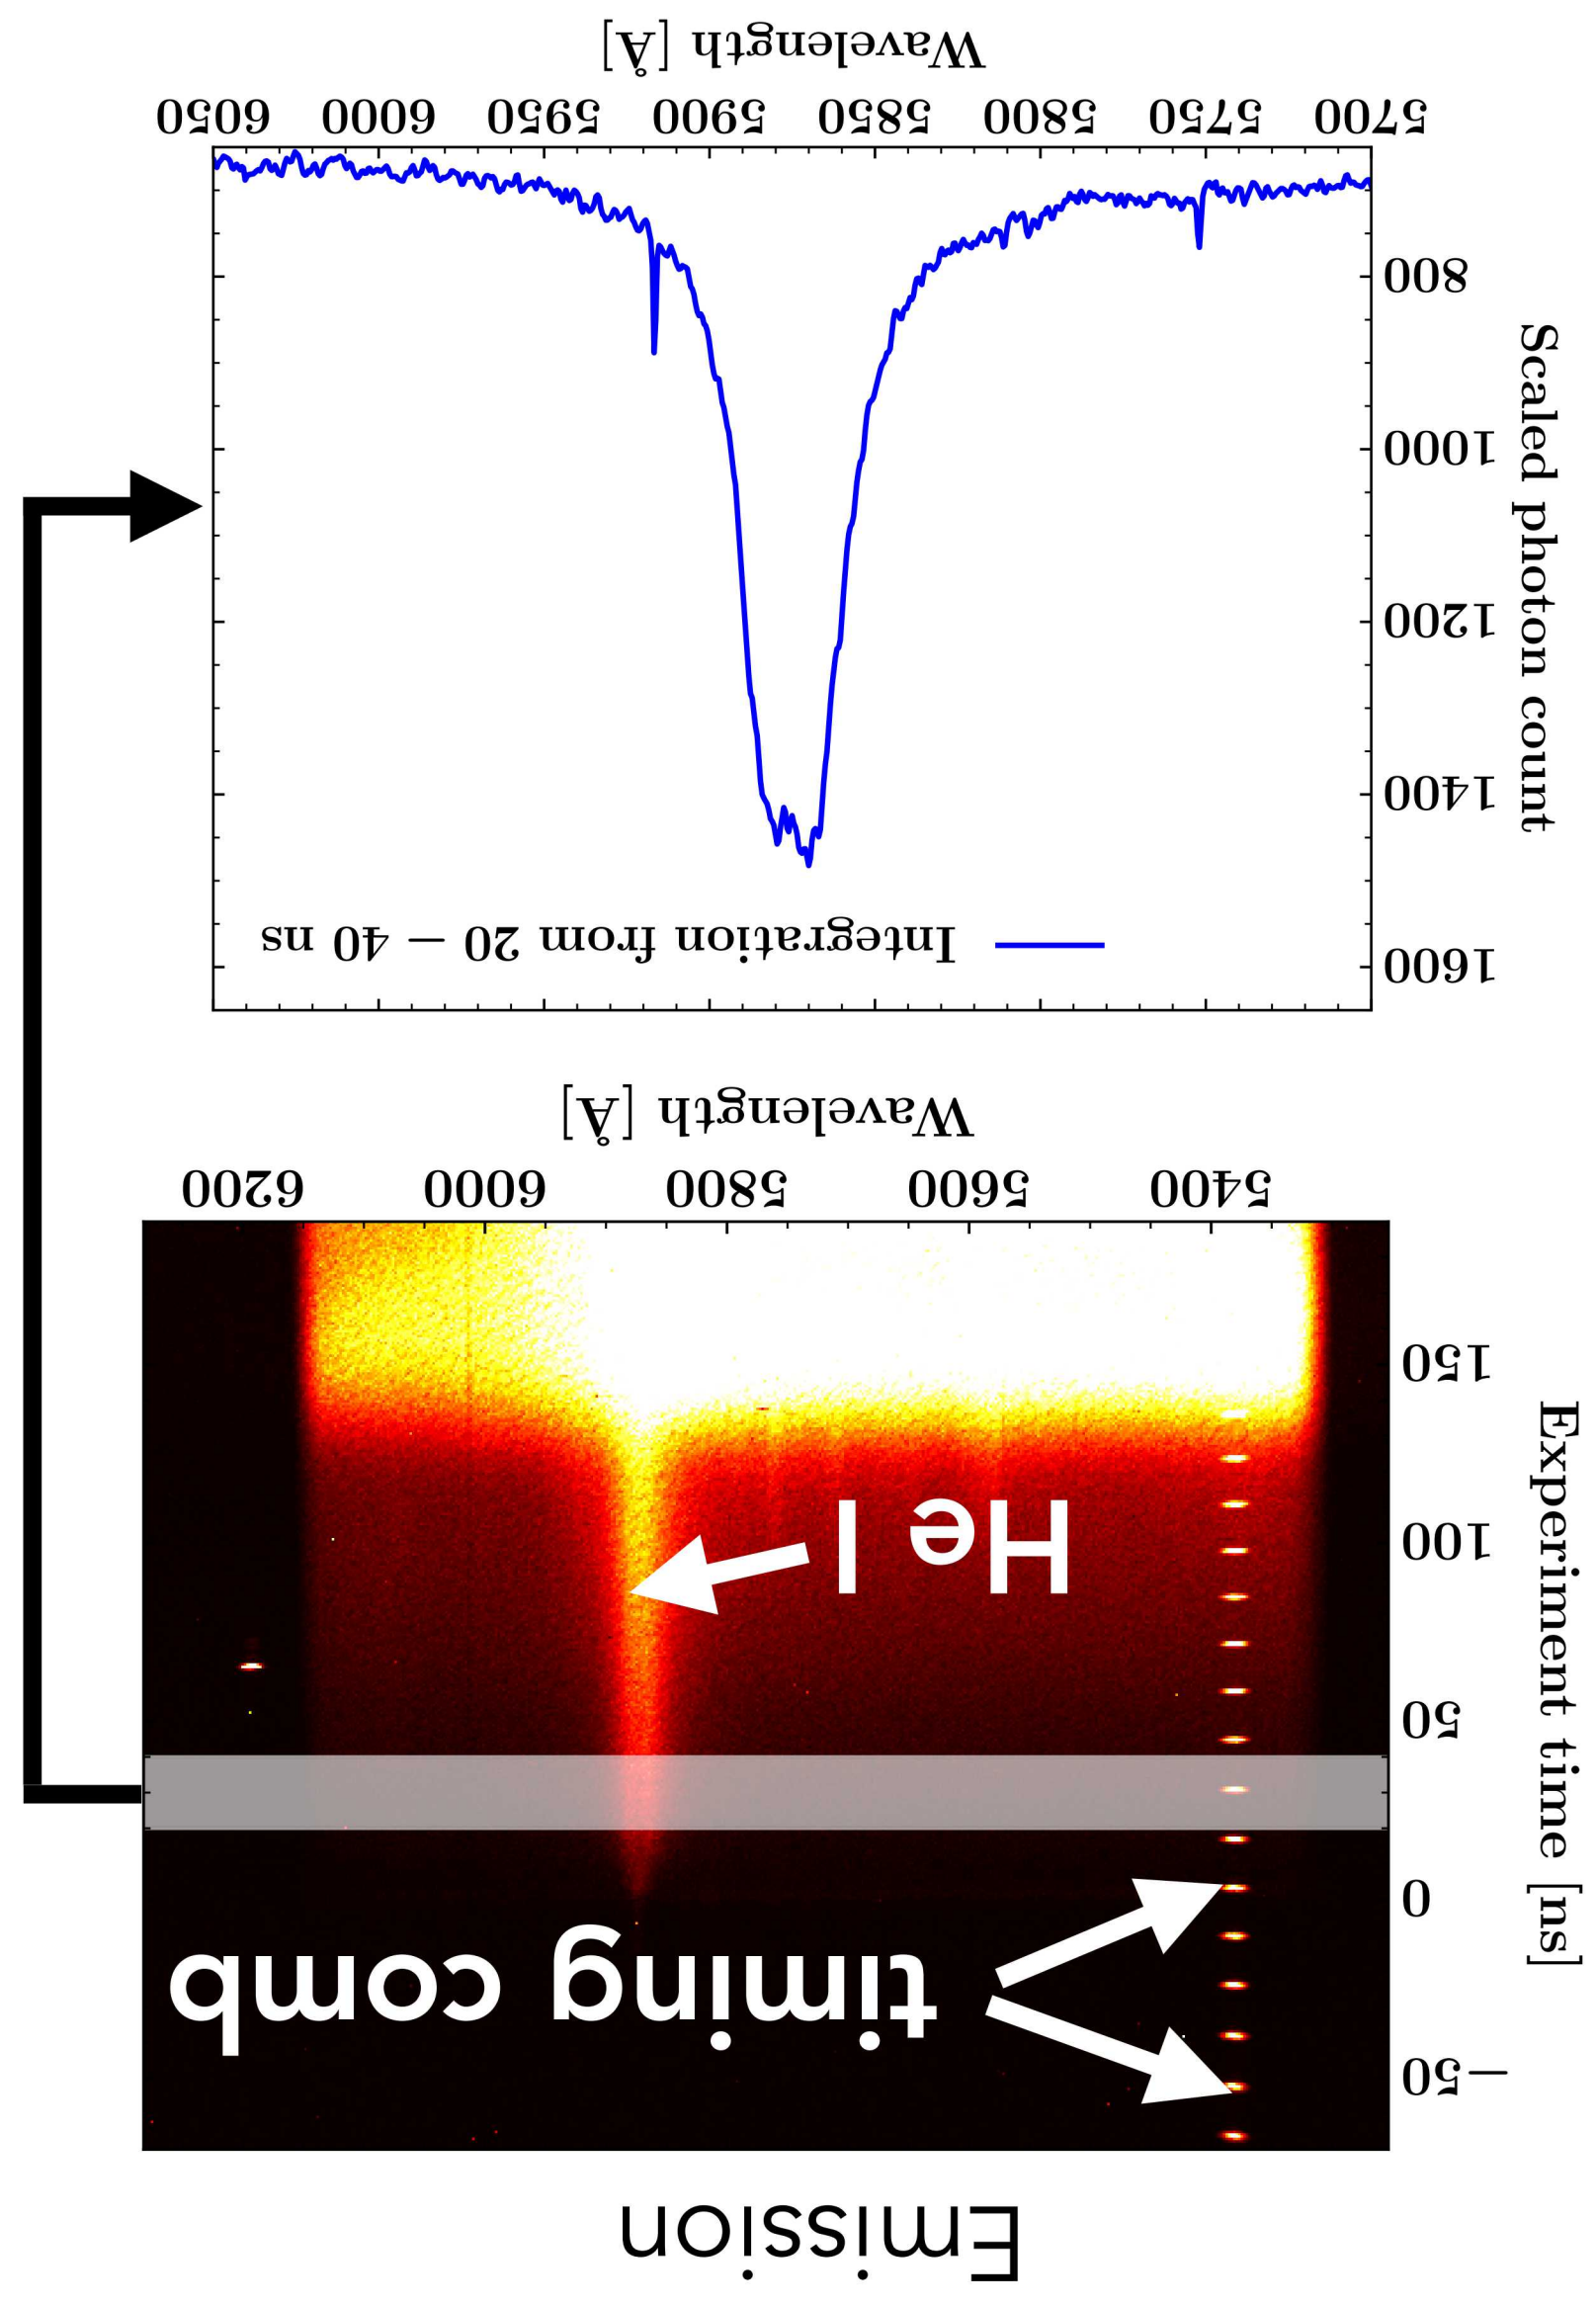 Emission
Experiment time [ns]
−50
0
50
100
150
timing comb
He I
5400
5600
5800
6000
6200
Wavelength [Å]
Scaled photon count
1600
1400
1200
1000
800
Integration from 20 − 40 ns
5700
5750
5800
5850
5900
5950
6000
6050
Wavelength [Å]